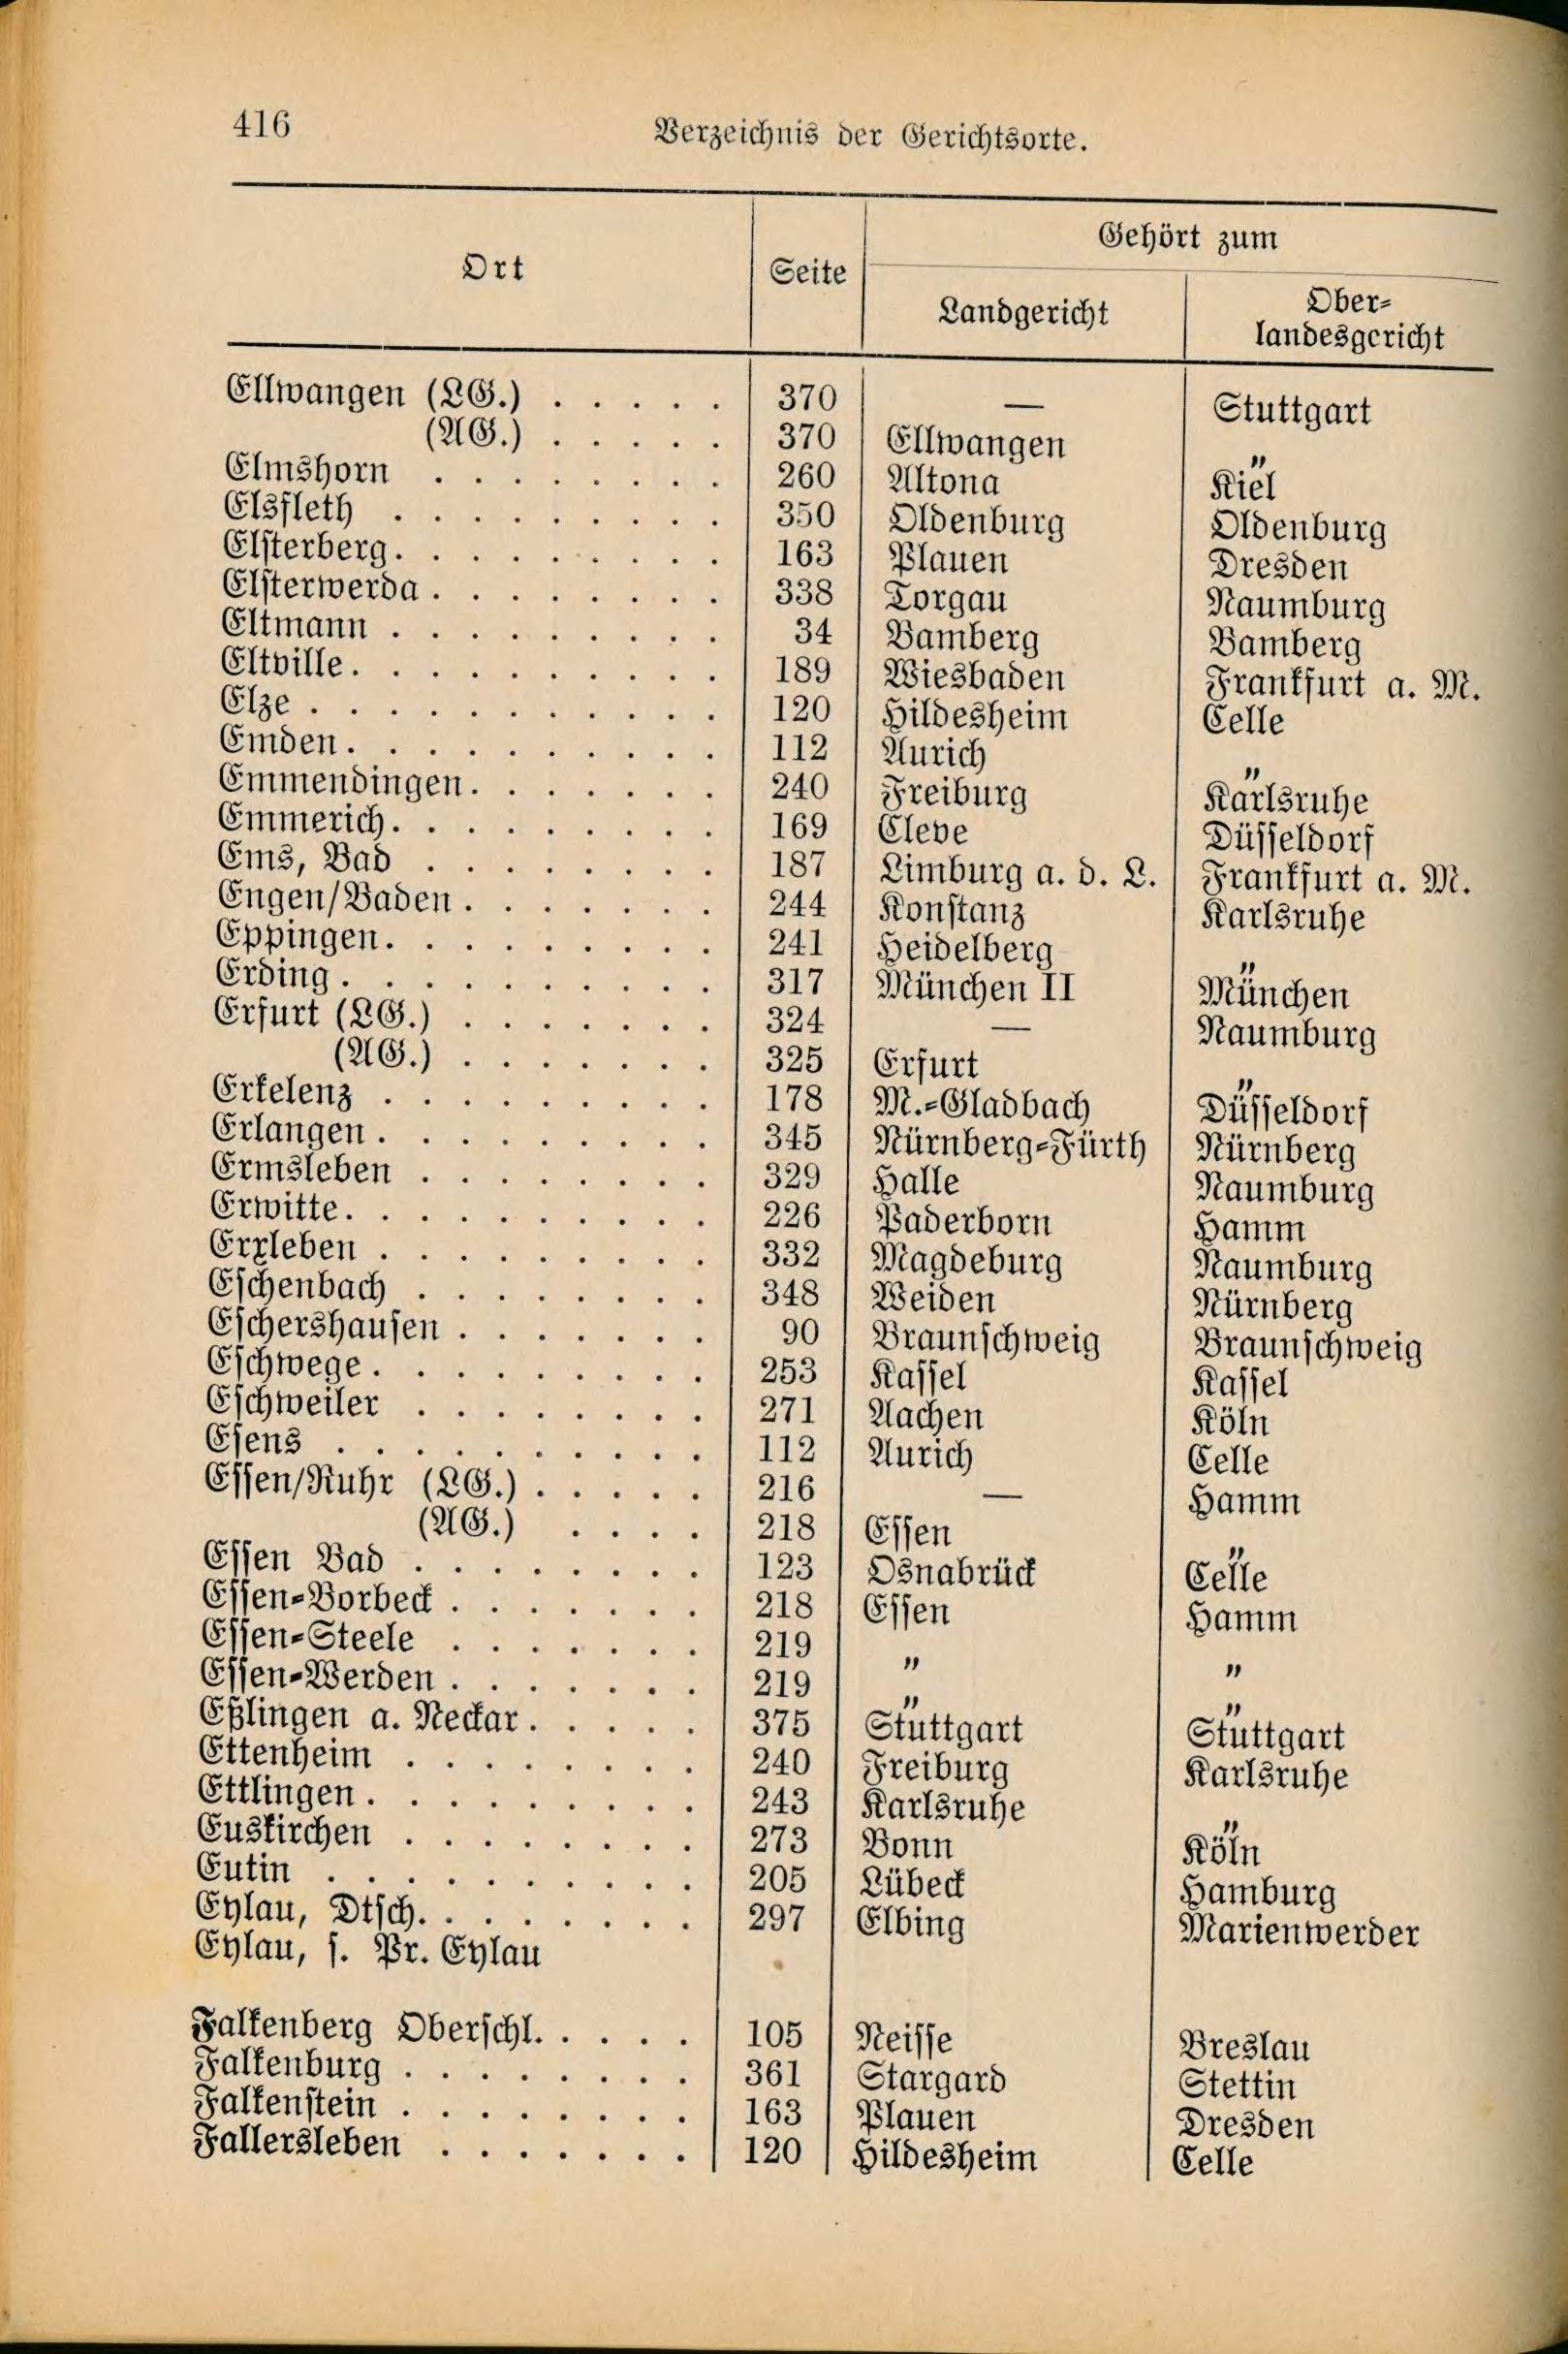 416
Verzeichnis der Gerichtsorte.
Ort
Seite
Gehört zum
Landgericht
Ober-
landesgericht
Ellwangen (LG.) . . . . . 370 — Stuttgart
(AG.) . . . . . 370 Ellwangen "
Elmshorn . . . . . . . . 260 Altona Kiel
Elsfleth . . . . . . . . . 350 Oldenburg Oldenburg
Elsterberg. . . . . . . . . 163 Plauen Dresden
Elsterwerda . . . . . . . . 338 Torgau Naumburg
Eltmann . . . . . . . . . 34 Bamberg Bamberg
Eltville. . . . . . . . . . 189 Wiesbaden Frankfurt a. M.
Elze . . . . . . . . . . . 120 Hildesheim Celle
Emden. . . . . . . . . . 112 Aurich "
Emmendingen. . . . . . . 240 Freiburg Karlsruhe
Emmerich. . . . . . . . . 169 Cleve Düsseldorf
Ems, Bad . . . . . . . . 187 Limburg a. d. L. Frankfurt a. M.
Engen/Baden . . . . . . . 244 Konstanz Karlsruhe
Eppingen. . . . . . . . . 241 Heidelberg "
Erding . . . . . . . . . . 317 München II München
Erfurt (LG.) . . . . . . . 324 — Naumburg
(AG.) . . . . . . . 325 Erfurt "
Erkelenz . . . . . . . . . 178 M.-Gladbach Düsseldorf
Erlangen . . . . . . . . . 345 Nürnberg-Fürth Nürnberg
Ermsleben . . . . . . . . 329 Halle Naumburg
Erwitte. . . . . . . . . . 226 Paderborn Hamm
Erxleben . . . . . . . . . 332 Magdeburg Naumburg
Eschenbach . . . . . . . . 348 Weiden Nürnberg
Eschershausen . . . . . . . 90 Braunschweig Braunschweig
Eschwege . . . . . . . . . 253 Kassel Kassel
Eschweiler . . . . . . . . 271 Aachen Köln
Esens . . . . . . . . . . 112 Aurich Celle
Essen/Ruhr (LG.) . . . . . 216 — Hamm
(AG.) . . . . 218 Essen "
Essen Bad . . . . . . . . 123 Osnabrück Celle
Essen-Borbeck . . . . . . . 218 Essen Hamm
Essen-Steele . . . . . . . 219 " "
Essen-Werden . . . . . . . 219 " "
Eßlingen a. Neckar. . . . . 375 Stuttgart Stuttgart
Ettenheim . . . . . . . . 240 Freiburg Karlsruhe
Ettlingen . . . . . . . . . 243 Karlsruhe "
Euskirchen . . . . . . . . 273 Bonn Köln
Eutin . . . . . . . . . . 205 Lübeck Hamburg
Eylau, Dtsch. . . . . . . . 297 Elbing Marienwerder
Eylau, s. Pr. Eylau
Falkenberg Oberschl. . . . . 105 Neisse Breslau
Falkenburg . . . . . . . . 361 Stargard Stettin
Falkenstein . . . . . . . . 163 Plauen Dresden
Fallersleben . . . . . . . 120 Hildesheim Celle